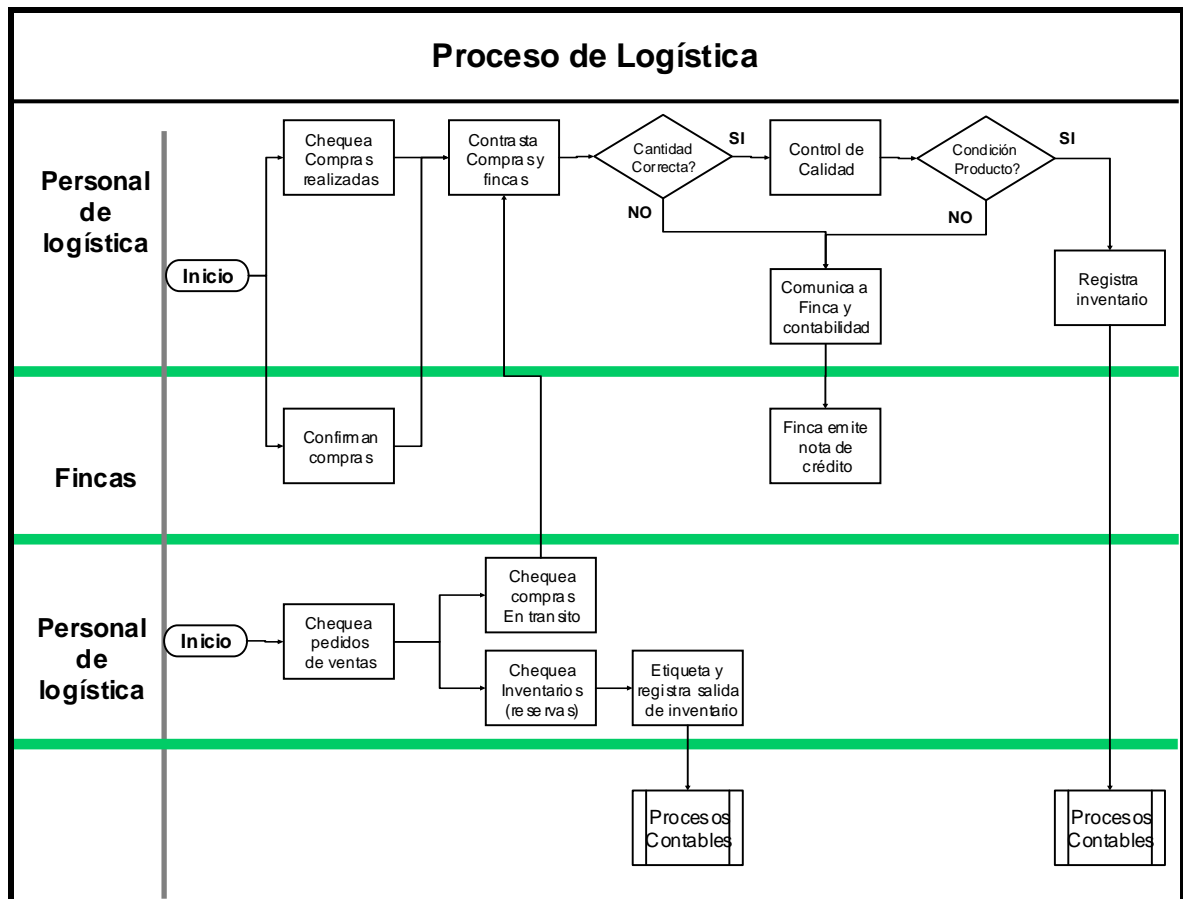 Proceso de Logística
Personal
de
logística
Inicio
Chequea
Compras
realizadas
Contrasta
Compras y
fincas
Cantidad
Correcta?
SI
NO
Control de
Calidad
Condición
Producto?
SI
NO
Comunica a
Finca y
contabilidad
Registra
inventario
Fincas
Confirman
compras
Finca emite
nota de
crédito
Personal
de
logística
Inicio
Chequea
pedidos
de ventas
Chequea
compras
En transito
Chequea
Inventarios
(reservas)
Etiqueta y
registra salida
de inventario
Procesos
Contables
Procesos
Contables